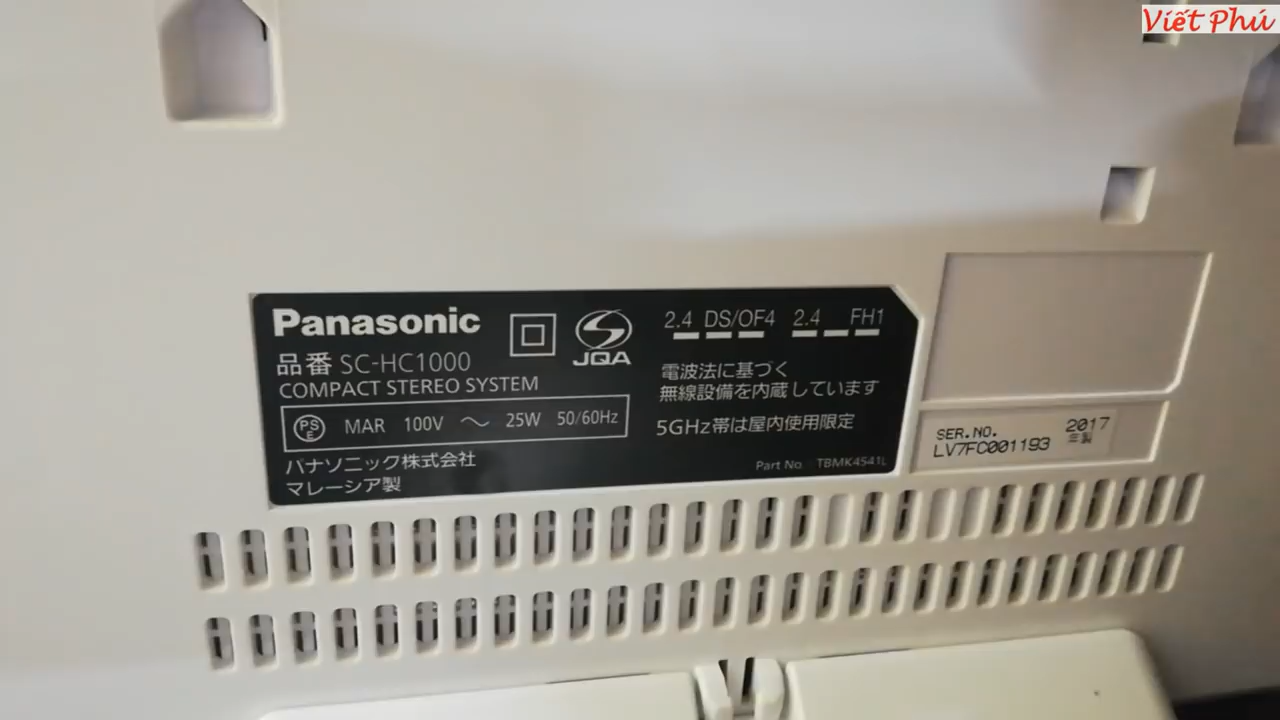 Viết Phú
Panasonic
品番 SC-HC1000
COMPACT STEREO SYSTEM
PS E MAR 100V ～ 25W 50/60Hz
パナソニック株式会社
マレーシア製
JQA
2.4 DS/OF4 2.4 FH1
電波法に基づく
無線設備を内蔵しています
5GHz帯は屋内使用限定
Part No. TBMK4541L
SER.NO. 2017
LV7FC001193 年製